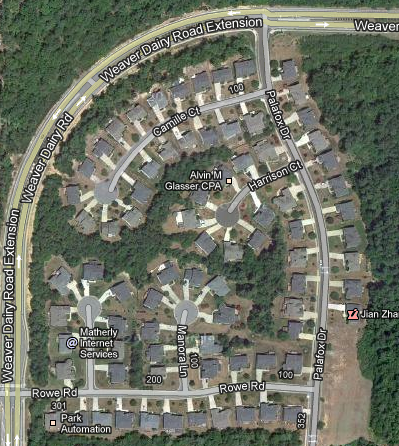 Weaver Dairy Road Extension
Weaver
Weaver Dairy Rd
100
Camille Ct
Palafox Dr
Alvin M
Glasser CPA
Harrison Ct
Weaver Dairy Road Extension
Jian Zha
Matherly
Internet
Services
Manora Ln
100
Palafox Dr
200
Rowe Rd
100
Rowe Rd
301
Park
Automation
352